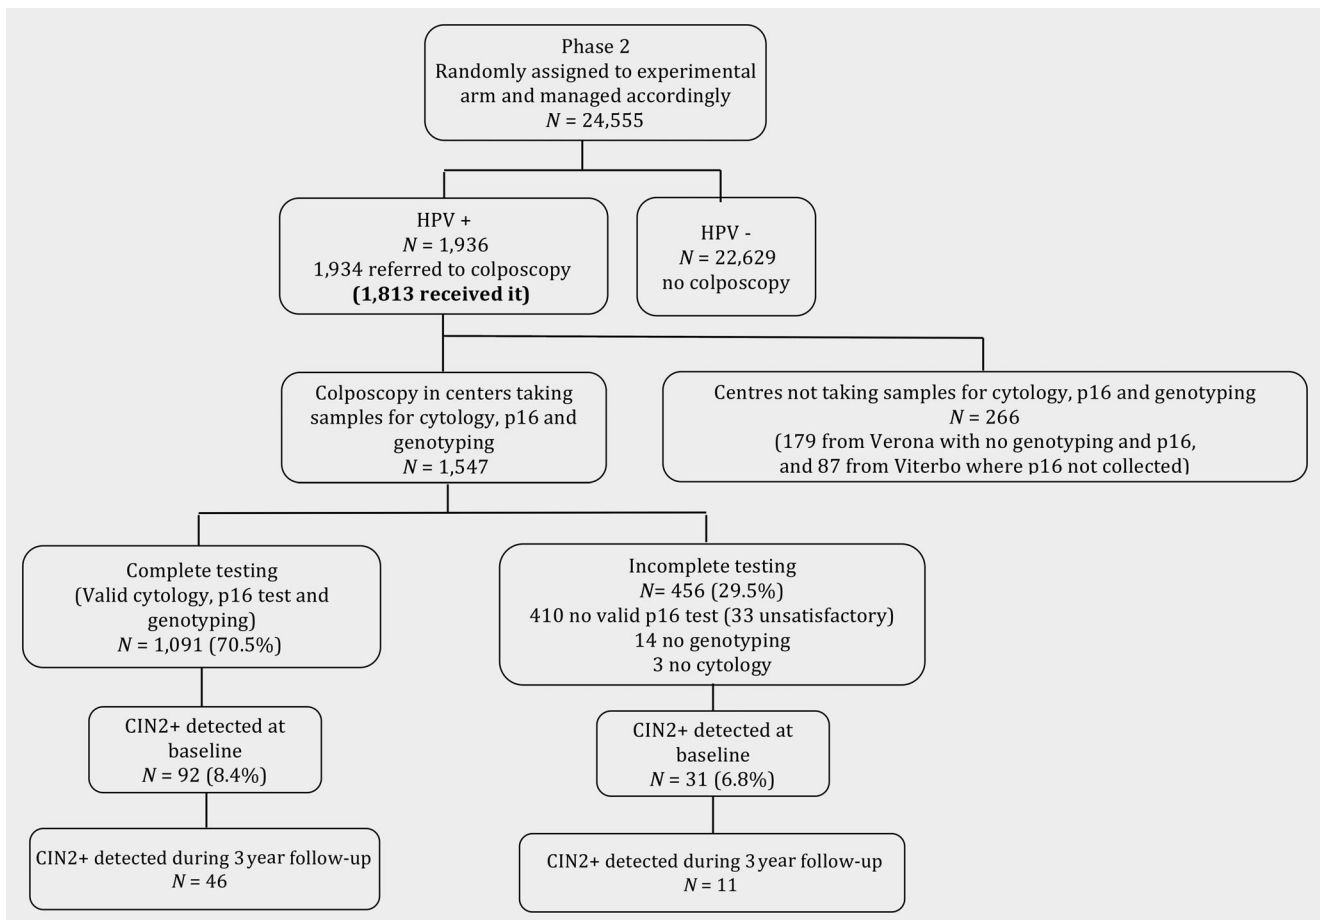 Phase 2
Randomly assigned to experimental
arm and managed accordingly
N = 24,555
HPV +
N = 1,936
1,934 referred to colposcopy
(1,813 received it)
HPV -
N = 22,629
no colposcopy
Colposcopy in centers taking
samples for cytology, p16 and
genotyping
N = 1,547
Centres not taking samples for cytology, p16 and genotyping
N = 266
(179 from Verona with no genotyping and p16,
and 87 from Viterbo where p16 not collected)
Complete testing
(Valid cytology, p16 test and
genotyping)
N = 1,091 (70.5%)
Incomplete testing
N= 456 (29.5%)
410 no valid p16 test (33 unsatisfactory)
14 no genotyping
3 no cytology
CIN2+ detected at
baseline
N = 92 (8.4%)
CIN2+ detected at
baseline
N = 31 (6.8%)
CIN2+ detected during 3 year follow-up
N = 46
CIN2+ detected during 3 year follow-up
N = 11